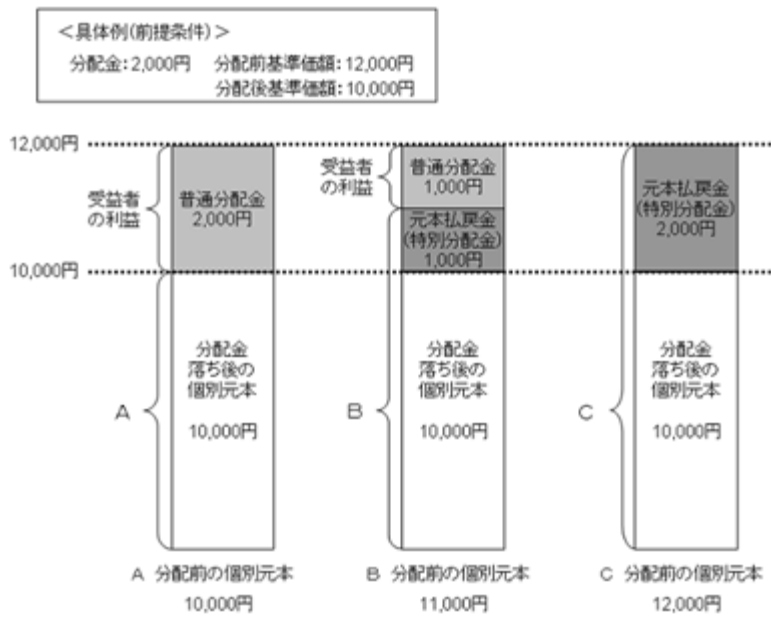 ＜具体例(前提条件)＞
分配金：2,000円　分配前基準価額：12,000円
分配後基準価額：10,000円
12,000円
受益者
の利益
普通分配金
2,000円
10,000円
A
分配金
落ち後の
個別元本
10,000円
A 分配前の個別元本
10,000円
受益者
の利益
普通分配金
1,000円
元本払戻金
(特別分配金)
1,000円
B
分配金
落ち後の
個別元本
10,000円
B 分配前の個別元本
11,000円
元本払戻金
(特別分配金)
2,000円
C
分配金
落ち後の
個別元本
10,000円
C 分配前の個別元本
12,000円